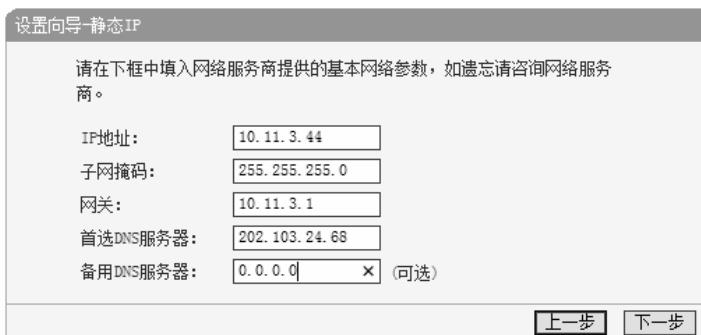 设置向导-静态IP
请在下框中填入网络服务商提供的基本网络参数，如遗忘请咨询网络服务
商。
IP地址： 10.11.3.44
子网掩码： 255.255.255.0
网关： 10.11.3.1
首选DNS服务器： 202.103.24.68
备用DNS服务器： 0.0.0.0 × (可选)
上一步 下一步